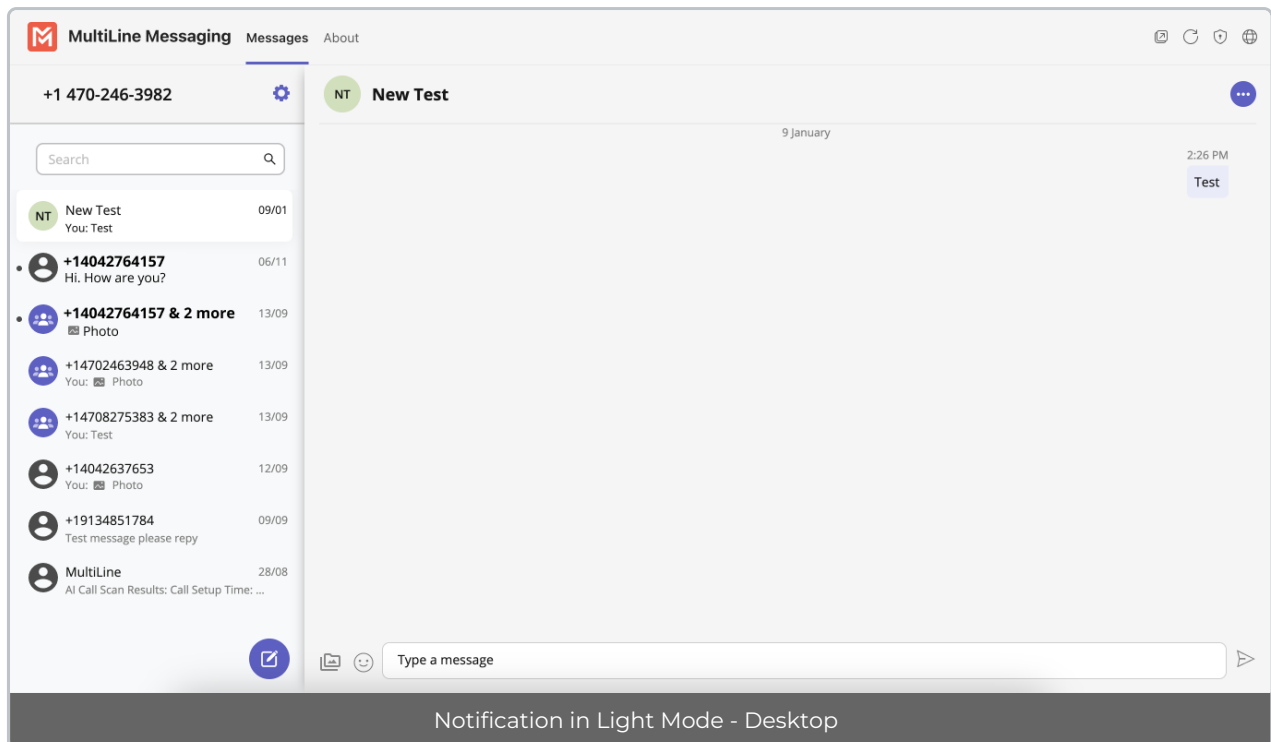 MultiLine Messaging Messages About
+1 470-246-3982
Search
NT New Test 09/01
You: Test
+14042764157 06/11
Hi. How are you?
+14042764157 & 2 more 13/09
Photo
+14702463948 & 2 more 13/09
You: Photo
+14708275383 & 2 more 13/09
You: Test
+14042637653 12/09
You: Photo
+19134851784 09/09
Test message please repy
MultiLine 28/08
AI Call Scan Results: Call Setup Time: ...
NT New Test
9 January
2:26 PM
Test
Type a message
Notification in Light Mode - Desktop